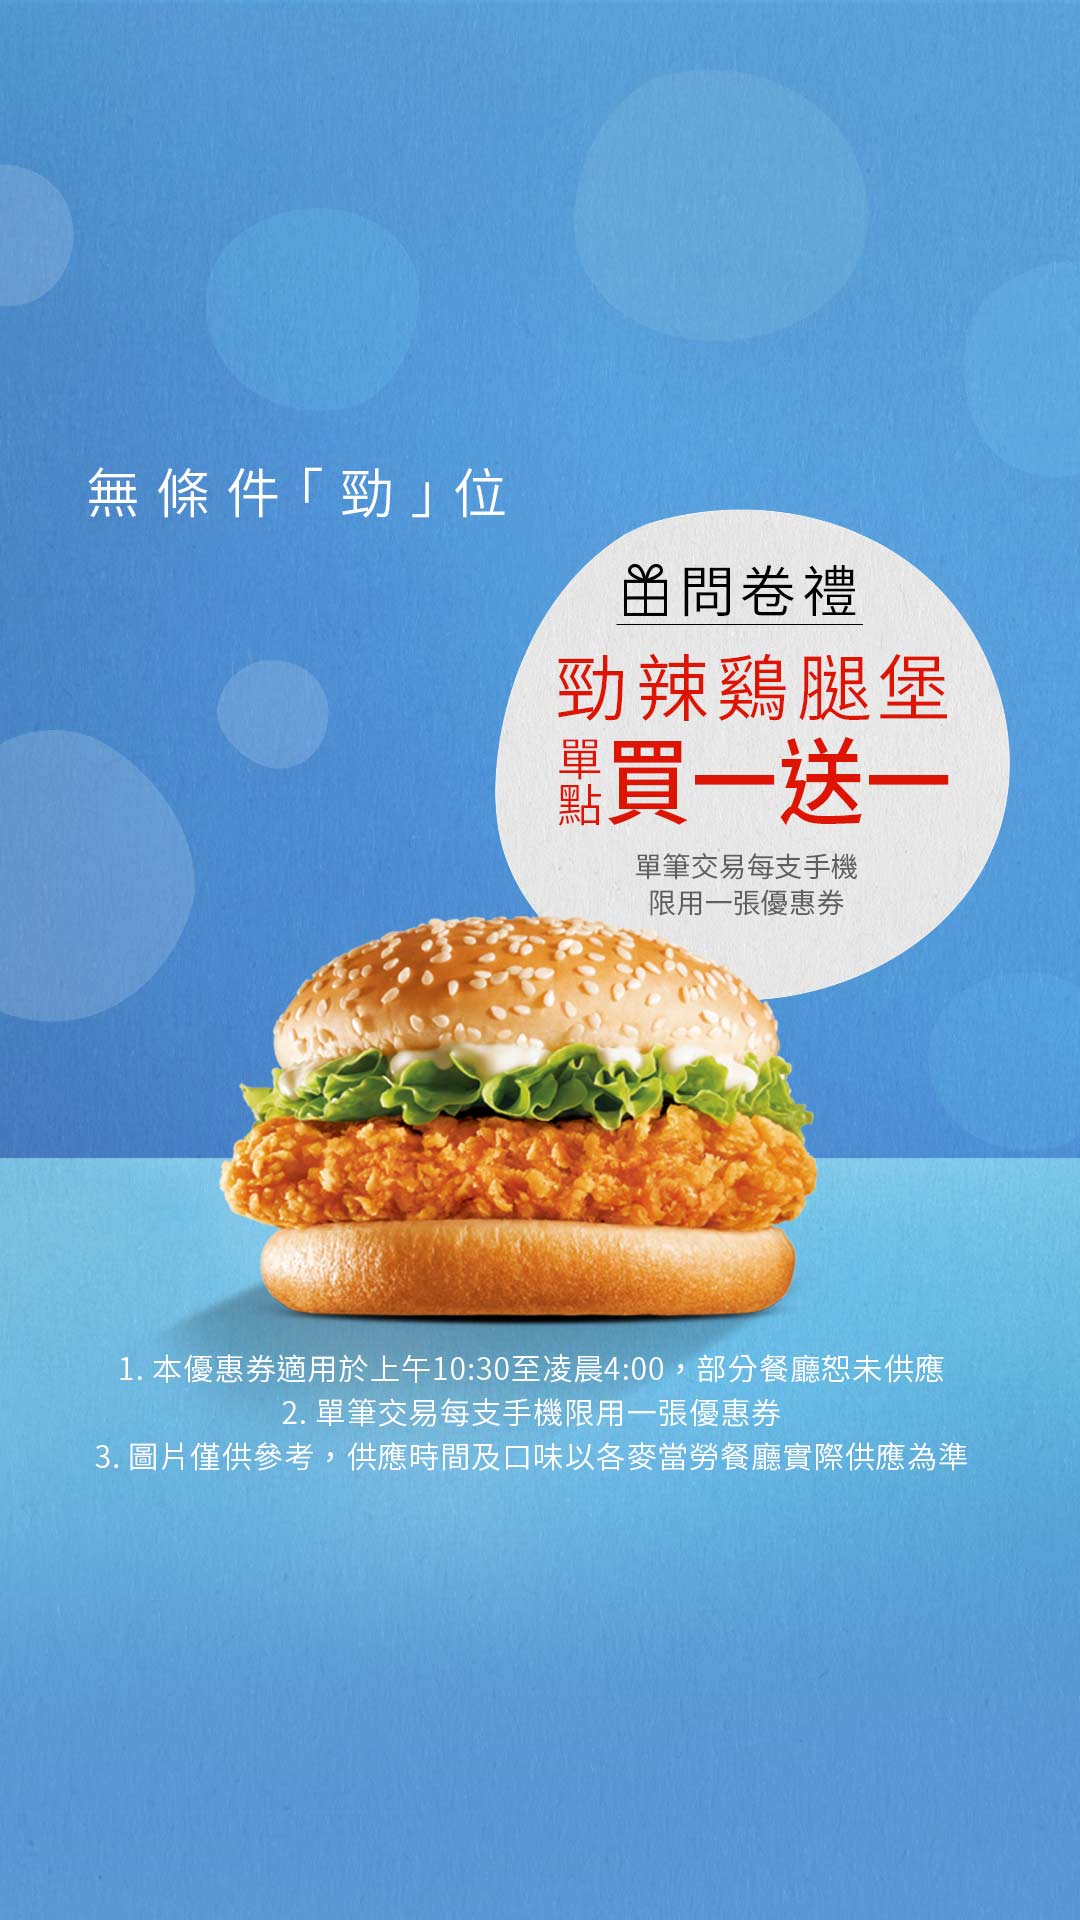 無條件「勁」位
問卷禮
勁辣鷄腿堡
單點買一送一
單筆交易每支手機
限用一張優惠券
1. 本優惠券適用於上午10:30至凌晨4:00，部分餐廳恕未供應
2. 單筆交易每支手機限用一張優惠券
3. 圖片僅供參考，供應時間及口味以各麥當勞餐廳實際供應為準